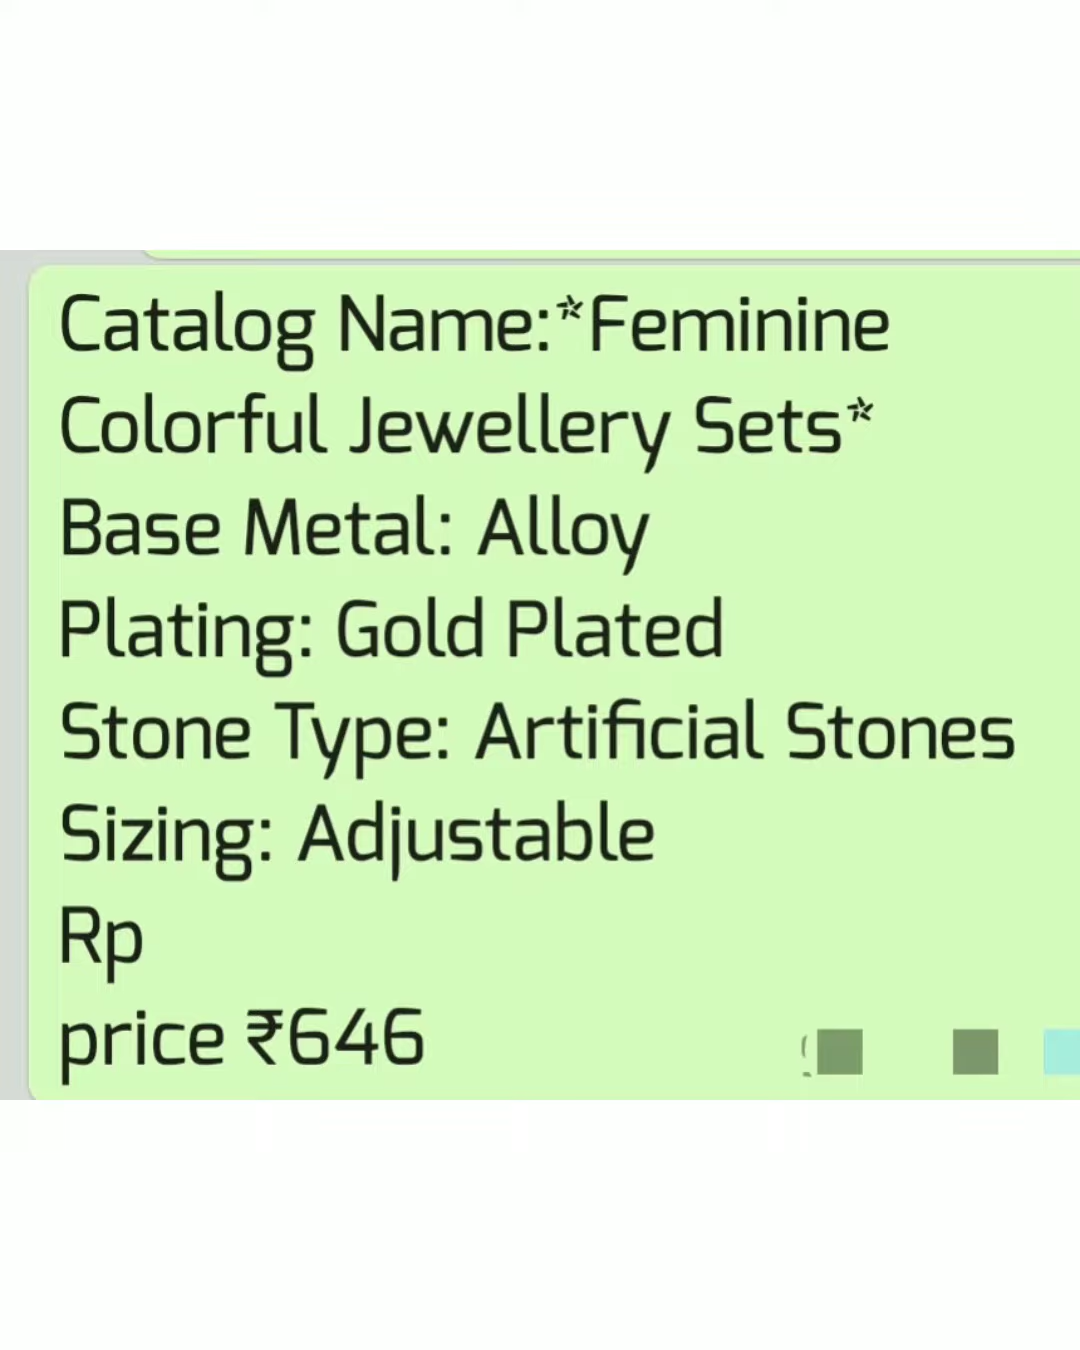 Catalog Name:*Feminine
Colorful Jewellery Sets*
Base Metal: Alloy
Plating: Gold Plated
Stone Type: Artificial Stones
Sizing: Adjustable
Rp
price ₹646